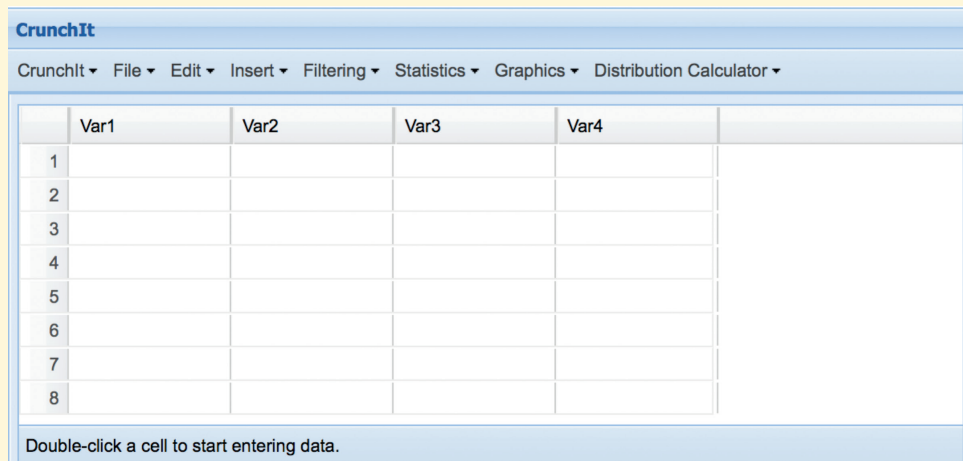 CrunchIt
CrunchIt File Edit Insert Filtering Statistics Graphics Distribution Calculator
Var1 Var2 Var3 Var4
1
2
3
4
5
6
7
8
Double-click a cell to start entering data.